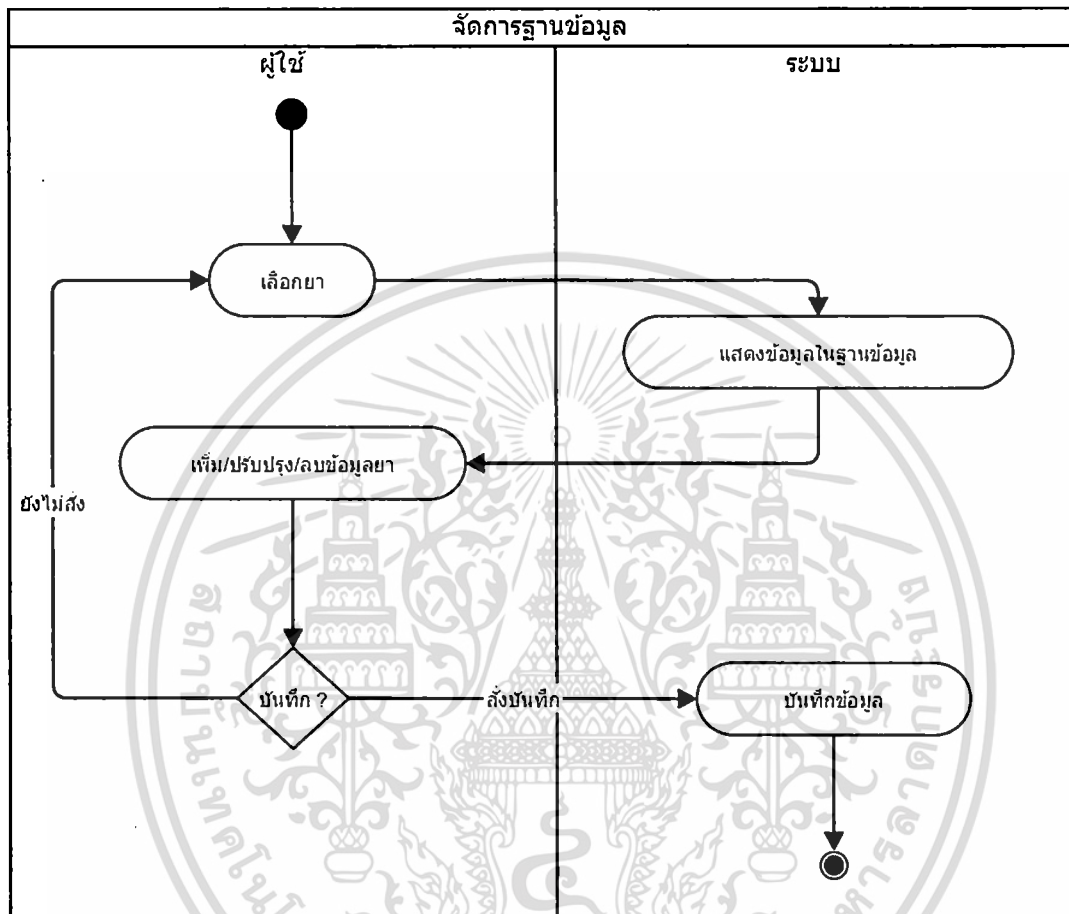 จัดการฐานข้อมูล
ผู้ใช้
ระบบ
เลือกยา
แสดงข้อมูลในฐานข้อมูล
เพิ่ม/ปรับปรุง/ลบข้อมูลยา
ยังไม่สั่ง
บันทึก ?
สั่งบันทึก
บันทึกข้อมูล